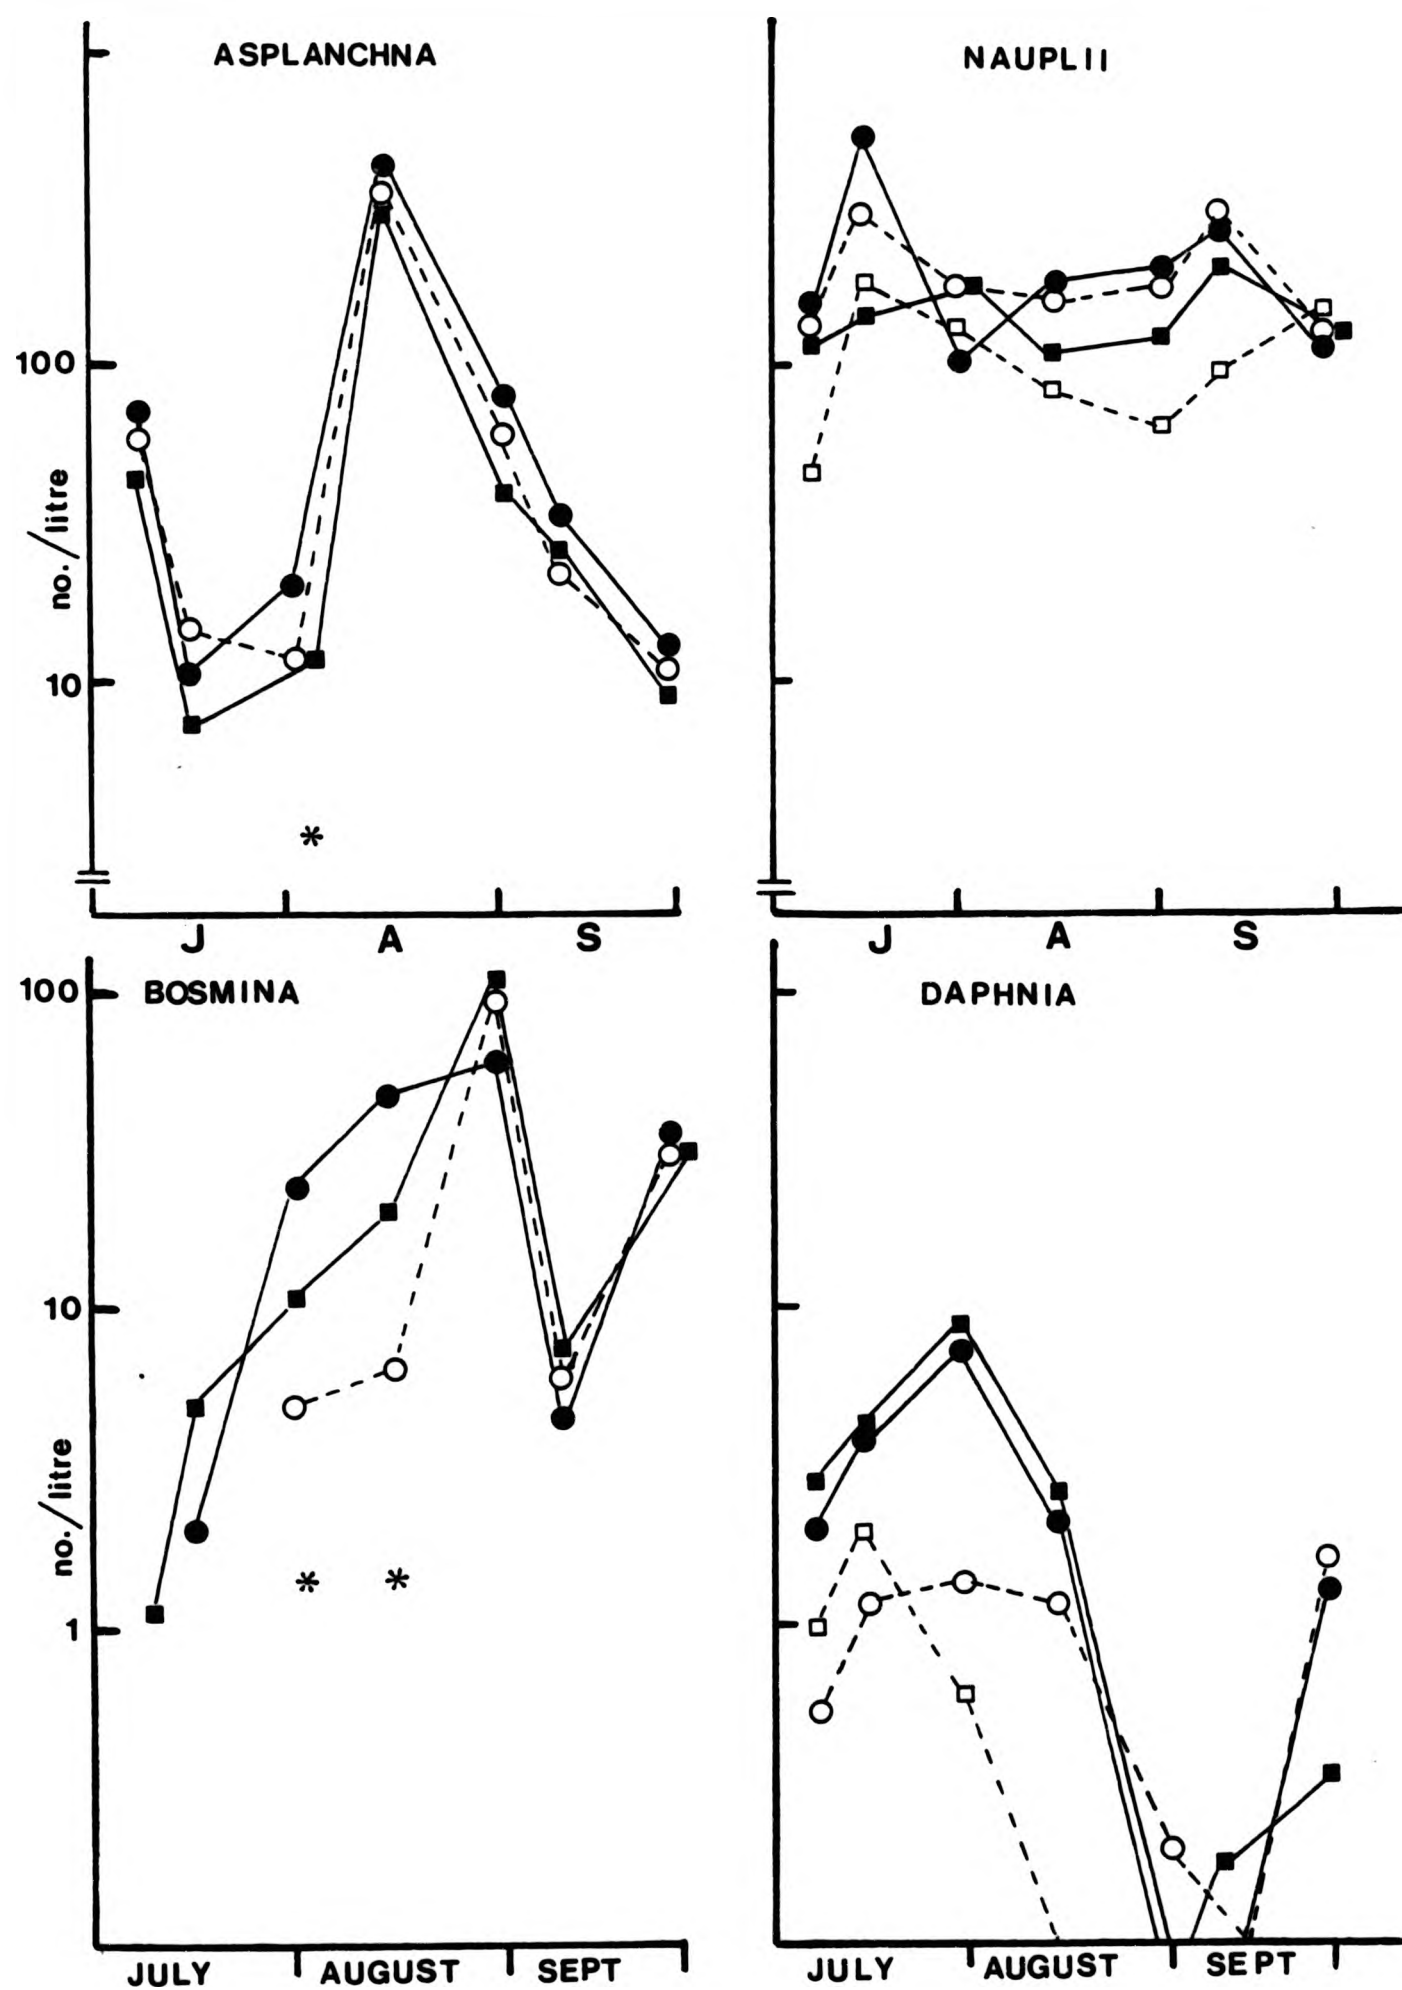 ASPLANCHNA
100
10
no./litre
*
J A S
NAUPLII
J A S
BOSMINA
100
10
1
no./litre
* *
JULY AUGUST SEPT
DAPHNIA
JULY AUGUST SEPT